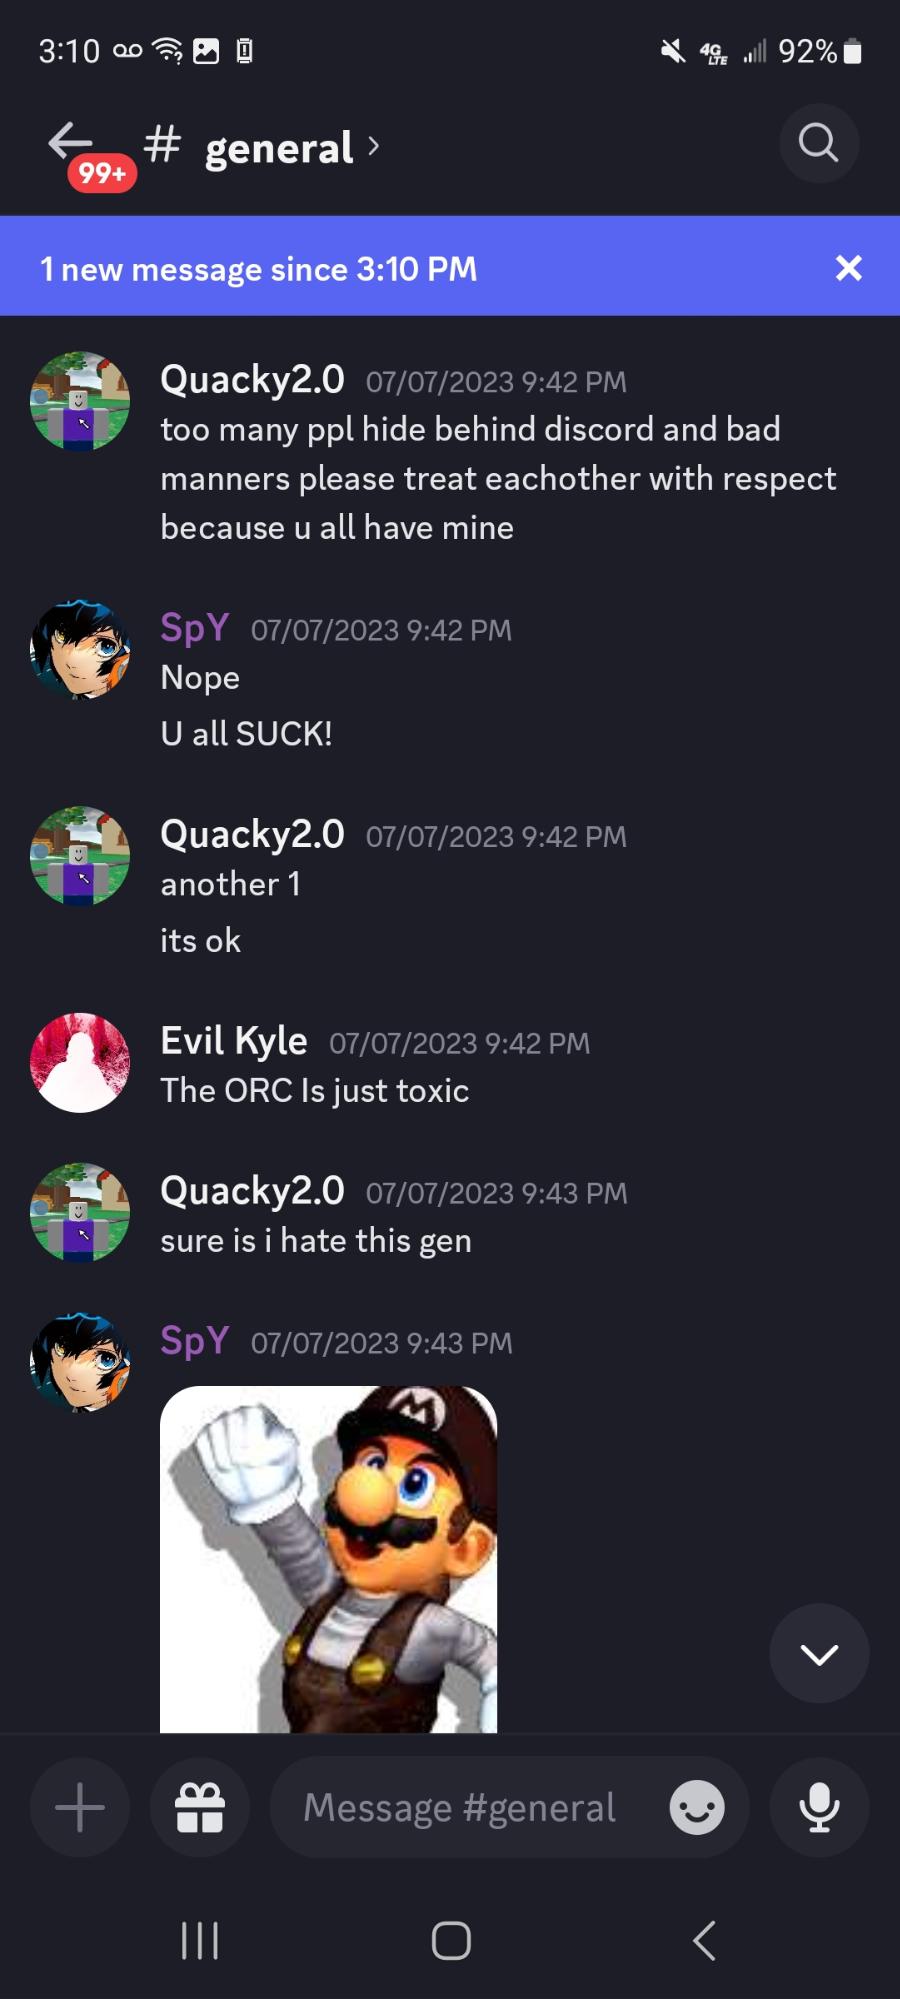 3:10
4G LTE 92%
99+
# general
1 new message since 3:10 PM
Quacky2.0 07/07/2023 9:42 PM
too many ppl hide behind discord and bad
manners please treat eachother with respect
because u all have mine
SpY 07/07/2023 9:42 PM
Nope
U all SUCK!
Quacky2.0 07/07/2023 9:42 PM
another 1
its ok
Evil Kyle 07/07/2023 9:42 PM
The ORC Is just toxic
Quacky2.0 07/07/2023 9:43 PM
sure is i hate this gen
SpY 07/07/2023 9:43 PM
M
Message #general